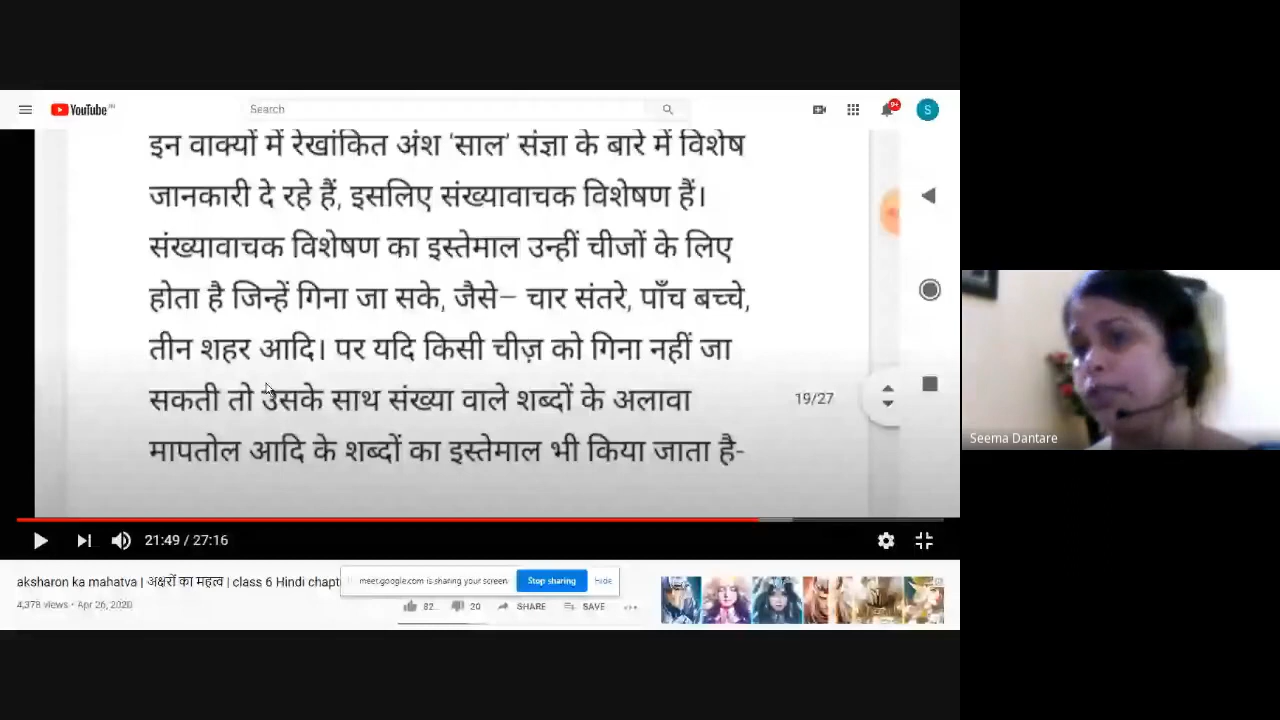 YouTube IN
Search
9+
S
इन वाक्यों में रेखांकित अंश 'साल' संज्ञा के बारे में विशेष
जानकारी दे रहे हैं, इसलिए संख्यावाचक विशेषण हैं।
संख्यावाचक विशेषण का इस्तेमाल उन्हीं चीजों के लिए
होता है जिन्हें गिना जा सके, जैसे– चार संतरे, पाँच बच्चे,
तीन शहर आदि। पर यदि किसी चीज़ को गिना नहीं जा
सकती तो उसके साथ संख्या वाले शब्दों के अलावा
मापतोल आदि के शब्दों का इस्तेमाल भी किया जाता है-
19/27
Seema Dantare
21:49 / 27:16
aksharon ka mahatva | अक्षरों का महत्व | class 6 Hindi chapt
meet.google.com is sharing your screen
Stop sharing
Hide
4,378 views • Apr 26, 2020
82
20
SHARE
SAVE